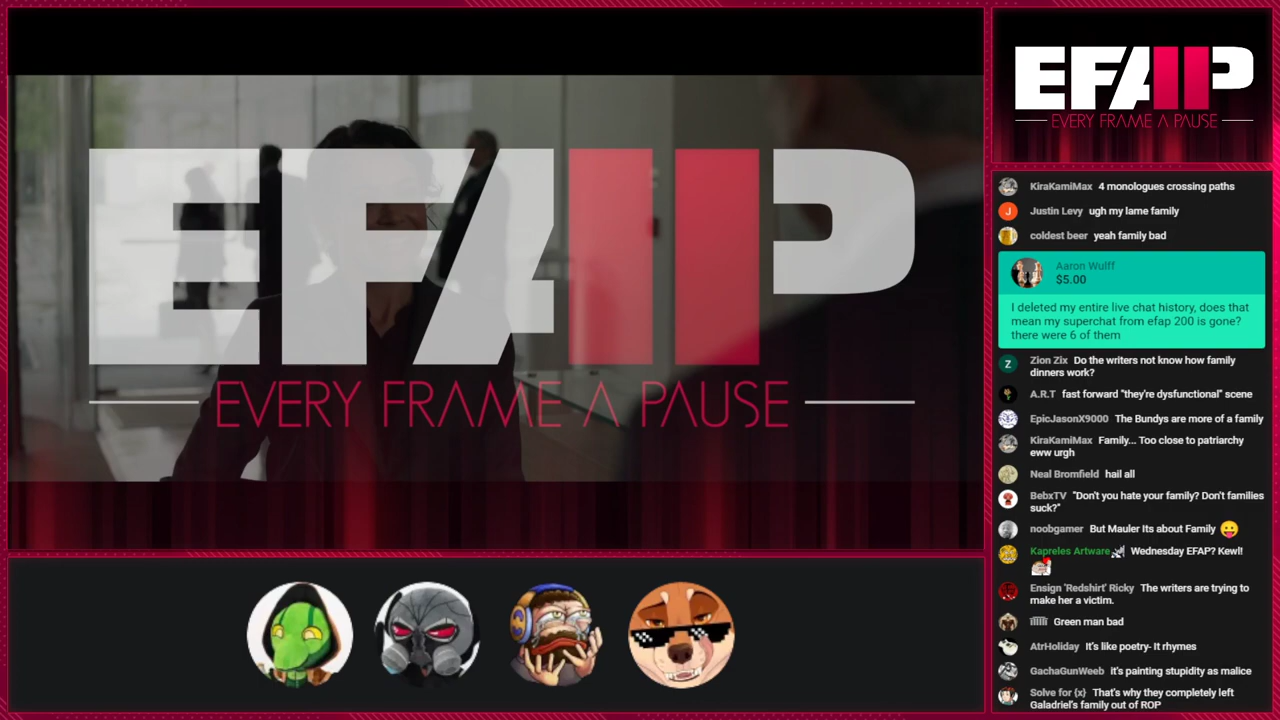 EFAP
EVERY FRAME A PAUSE
EFAP
EVERY FRAME A PAUSE
KiraKamiMax 4 monologues crossing paths
J Justin Levy ugh my lame family
coldest beer yeah family bad
Aaron Wulff
$5.00
I deleted my entire live chat history, does that
mean my superchat from efap 200 is gone?
there were 6 of them
Z Zion Zix Do the writers not know how family
dinners work?
A.R.T fast forward "they're dysfunctional" scene
EpicJasonX9000 The Bundys are more of a family
KiraKamiMax Family... Too close to patriarchy
eww urgh
Neal Bromfield hail all
BebxTV "Don't you hate your family? Don't families
suck?"
noobgamer But Mauler Its about Family 😛
Kapreles Artware Wednesday EFAP? Kewl!
Ensign 'Redshirt' Ricky The writers are trying to
make her a victim.
Green man bad
AtrHoliday It's like poetry- It rhymes
GachaGunWeeb it's painting stupidity as malice
Solve for {x} That's why they completely left
Galadriel's family out of ROP